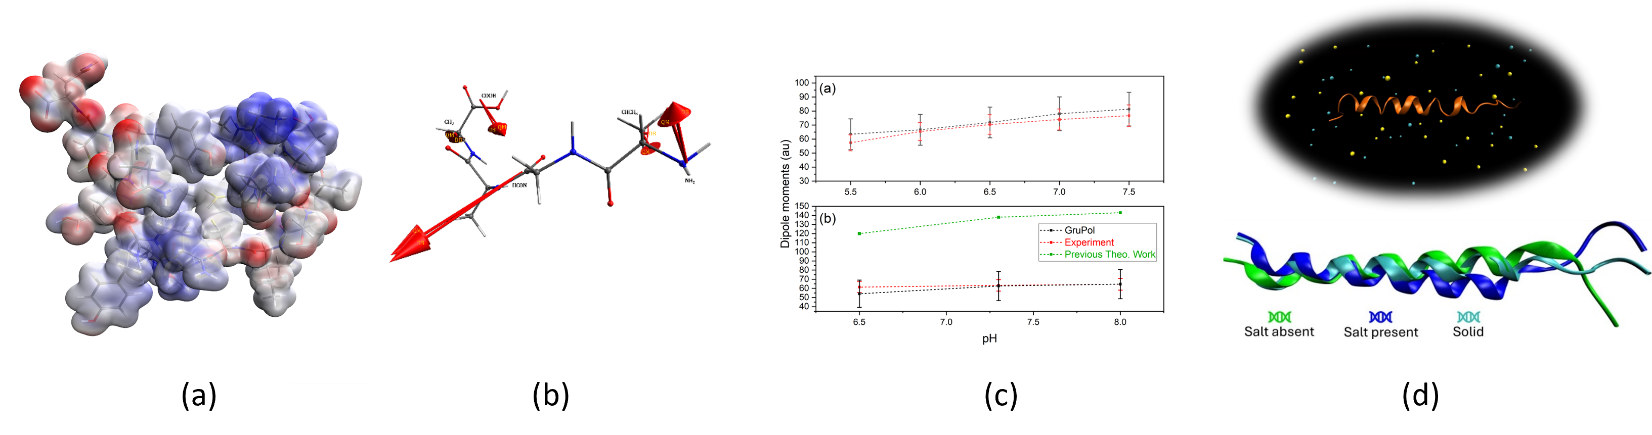 COOH
CH₂
NH₂
(a)
100
90
80
70
60
50
40
30
5.5
6.0
6.5
7.0
7.5
Dipole moments (au)
(b)
150
140
130
120
110
100
90
80
70
60
50
40
GruPol
Experiment
Previous Theo. Work
6.5
7.0
7.5
8.0
pH
Salt absent
Salt present
Solid
(a)
(b)
(c)
(d)